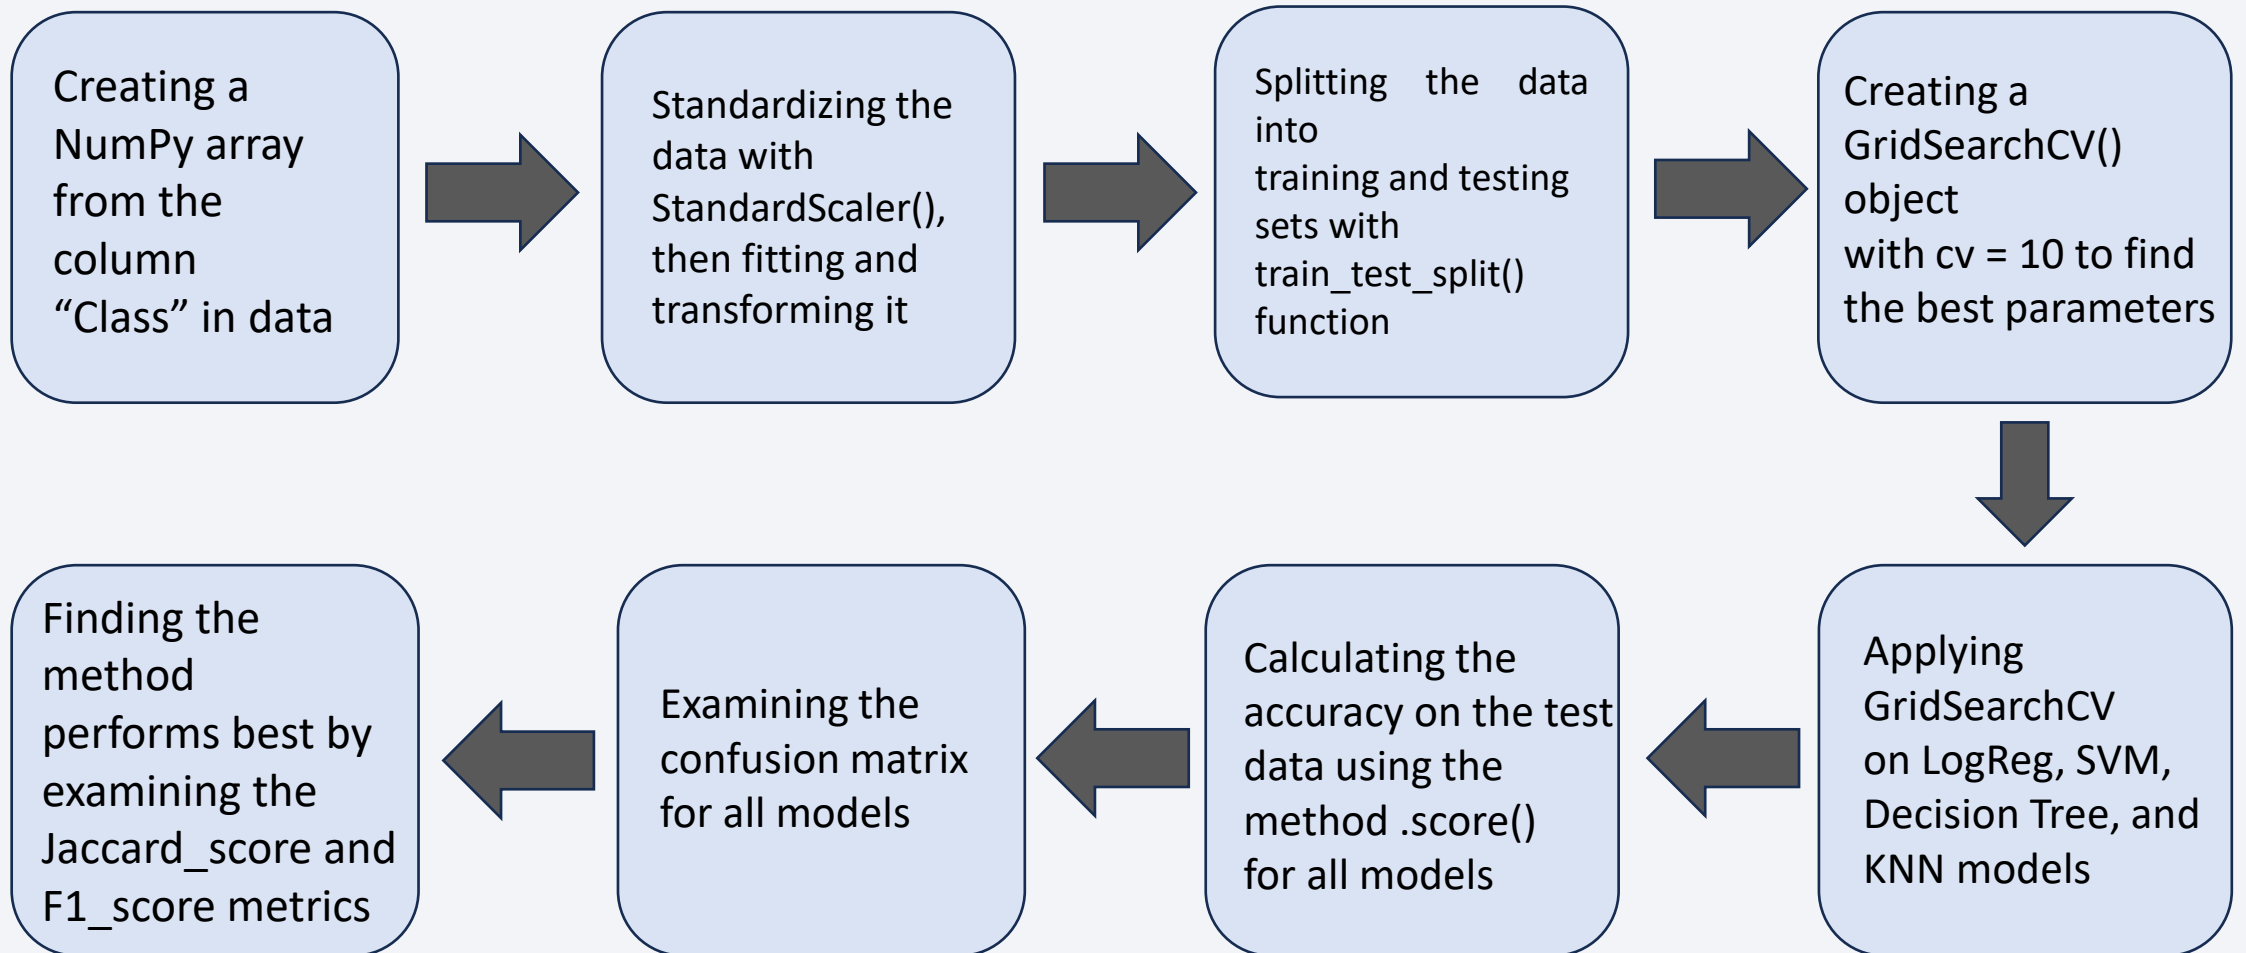 Creating a
NumPy array
from the
column
“Class” in data
Standardizing the
data with
StandardScaler(),
then fitting and
transforming it
Splitting the data
into
training and testing
sets with
train_test_split()
function
Creating a
GridSearchCV()
object
with cv = 10 to find
the best parameters
Applying
GridSearchCV
on LogReg, SVM,
Decision Tree, and
KNN models
Calculating the
accuracy on the test
data using the
method .score()
for all models
Examining the
confusion matrix
for all models
Finding the
method
performs best by
examining the
Jaccard_score and
F1_score metrics